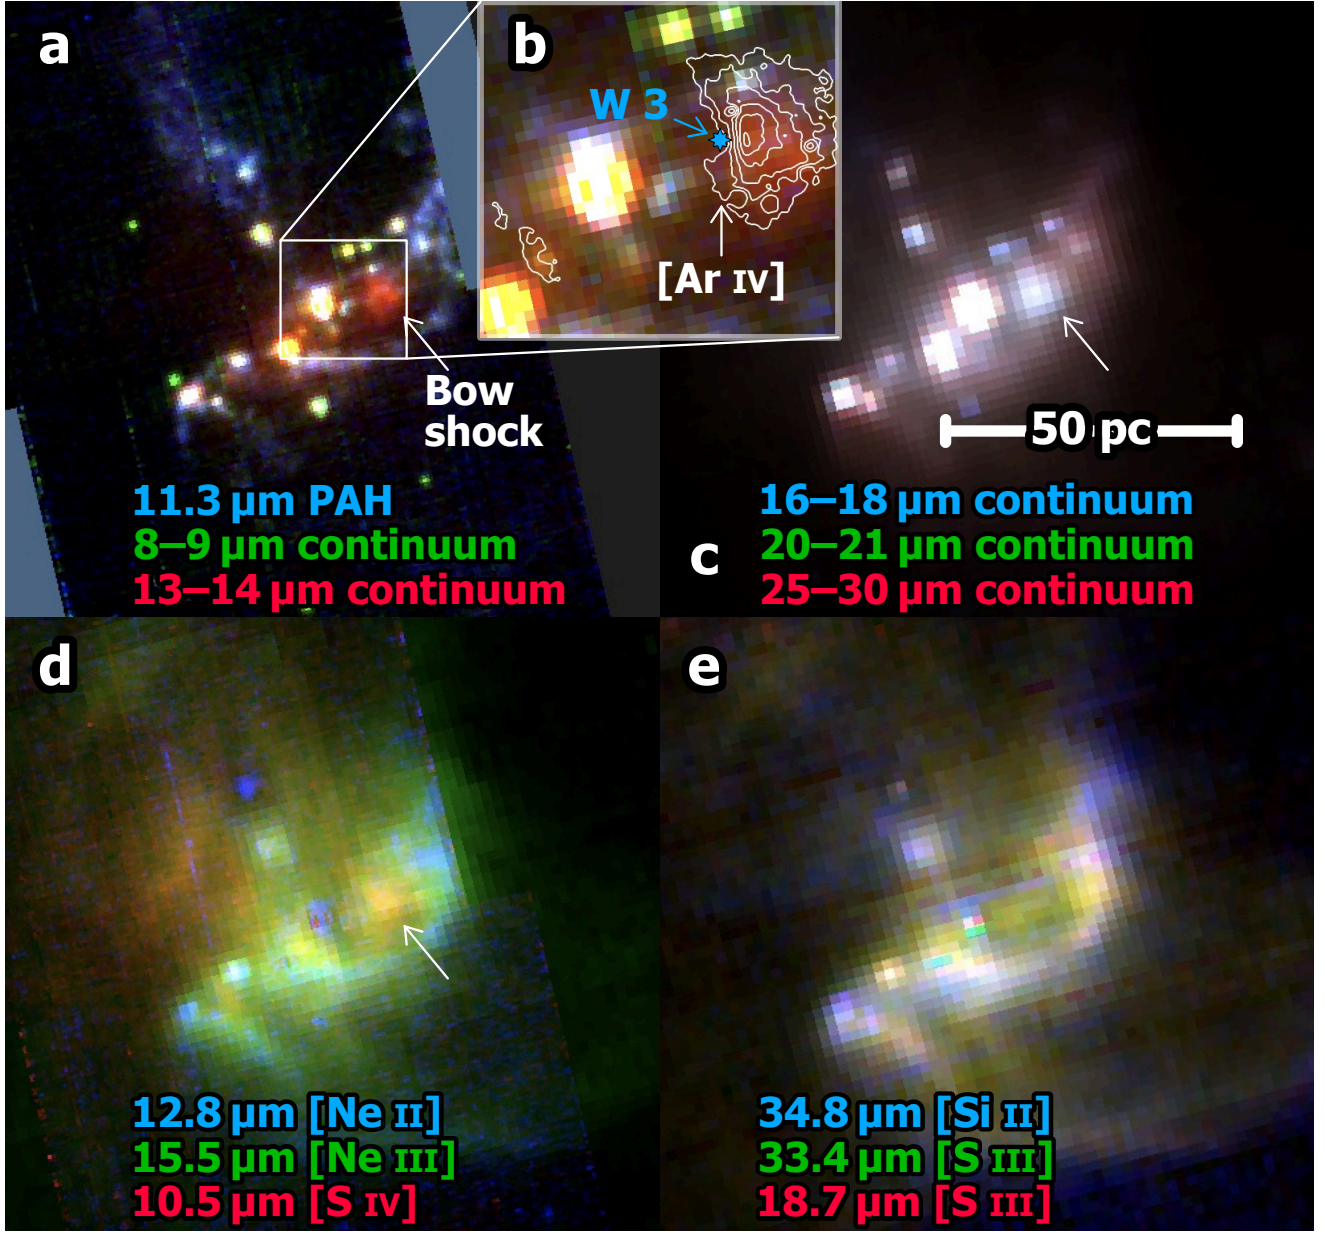 a
b
W 3
[Ar IV]
Bow
shock
11.3 µm PAH
8–9 µm continuum
13–14 µm continuum
50 pc
c
16–18 µm continuum
20–21 µm continuum
25–30 µm continuum
d
12.8 µm [Ne II]
15.5 µm [Ne III]
10.5 µm [S IV]
e
34.8 µm [Si II]
33.4 µm [S III]
18.7 µm [S III]